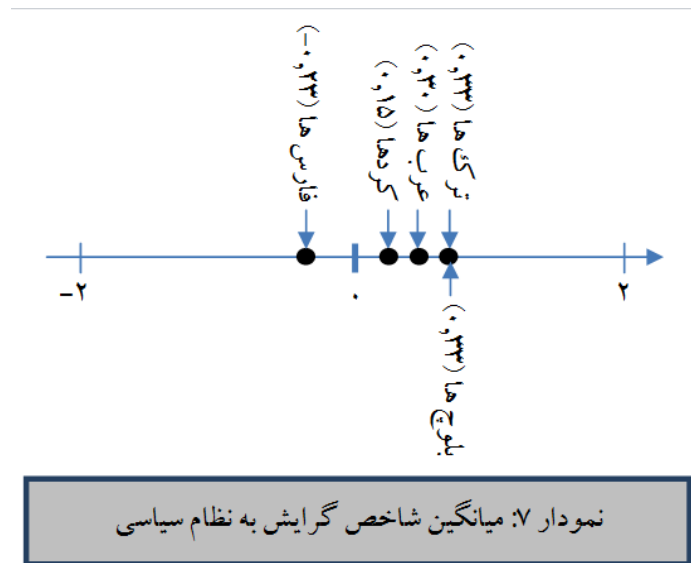 فارس ها (-۰,۲۳)
کردها (۰,۱۵)
عرب ها (۰,۳۰)
ترک ها (۰,۳۳)
-۲
۰
۲
بلوچ ها (۰,۳۳)
نمودار ۷: میانگین شاخص گرایش به نظام سیاسی